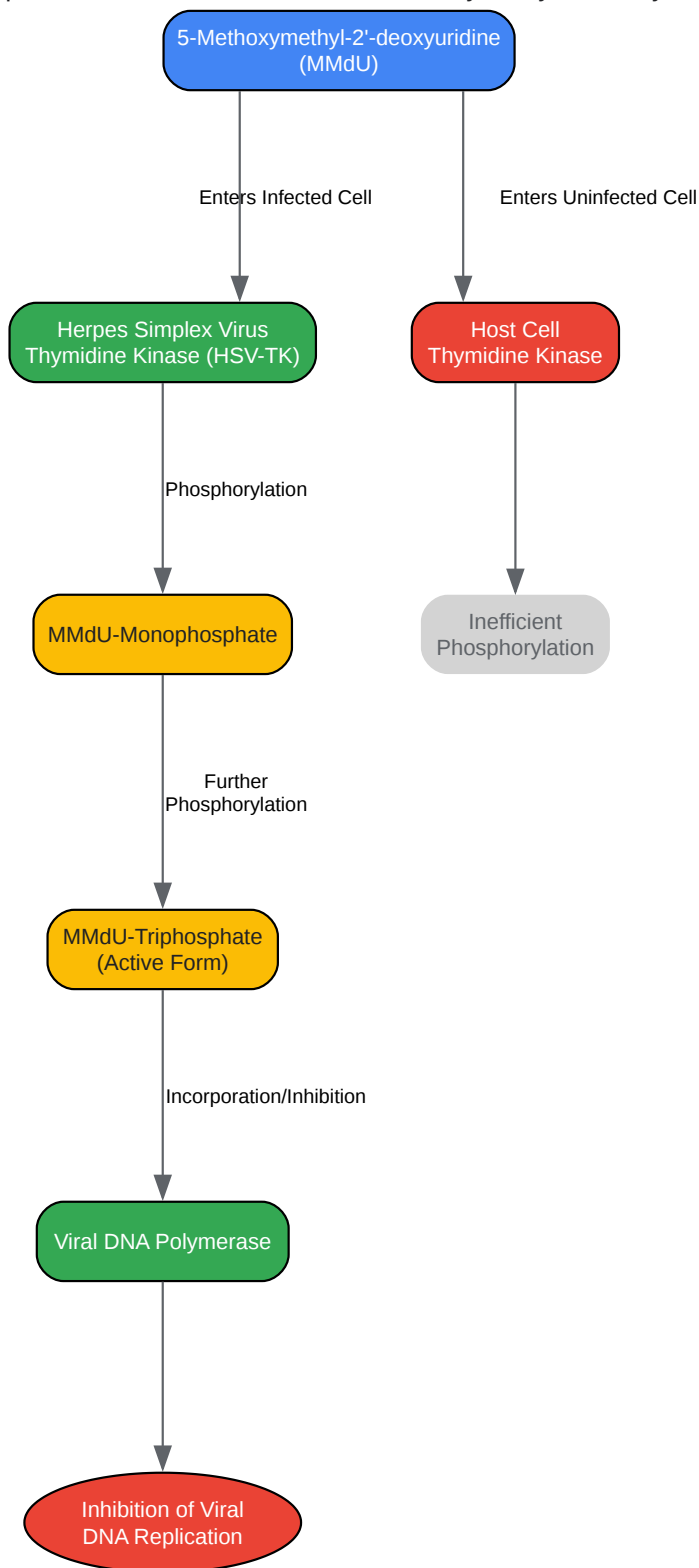 5-Methoxymethyl-2'-deoxyuridine
(MMdU)
Enters Infected Cell
Enters Uninfected Cell
Herpes Simplex Virus
Thymidine Kinase (HSV-TK)
Host Cell
Thymidine Kinase
Phosphorylation
MMdU-Monophosphate
Inefficient
Phosphorylation
Further
Phosphorylation
MMdU-Triphosphate
(Active Form)
Incorporation/Inhibition
Viral DNA Polymerase
Inhibition of Viral
DNA Replication